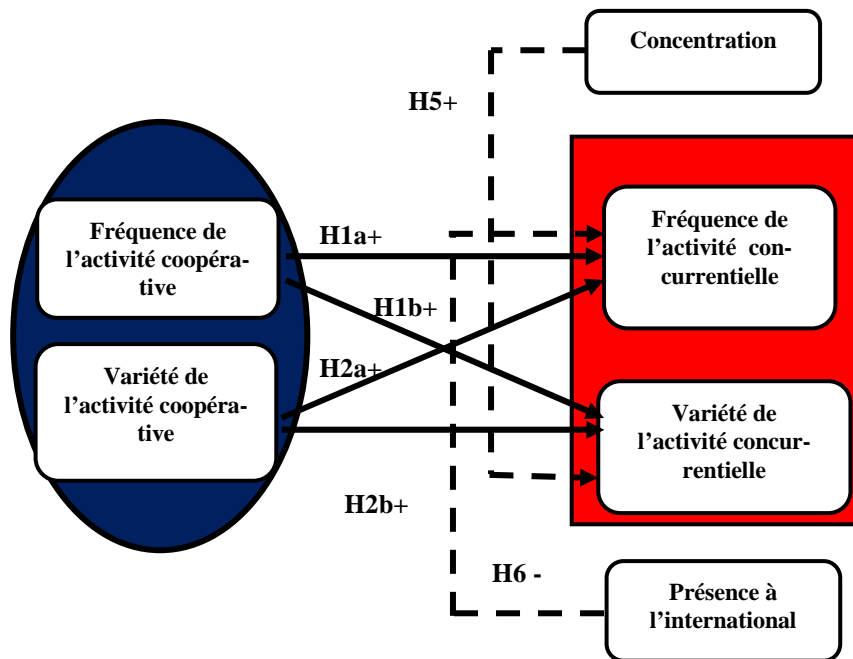 Concentration
H5+
Fréquence de
l’activité coopéra-
tive
H1a+
Fréquence de
l’activité con-
currentielle
H1b+
H2a+
Variété de
l’activité coopéra-
tive
Variété de
l’activité concur-
rentielle
H2b+
H6 -
Présence à
l’international